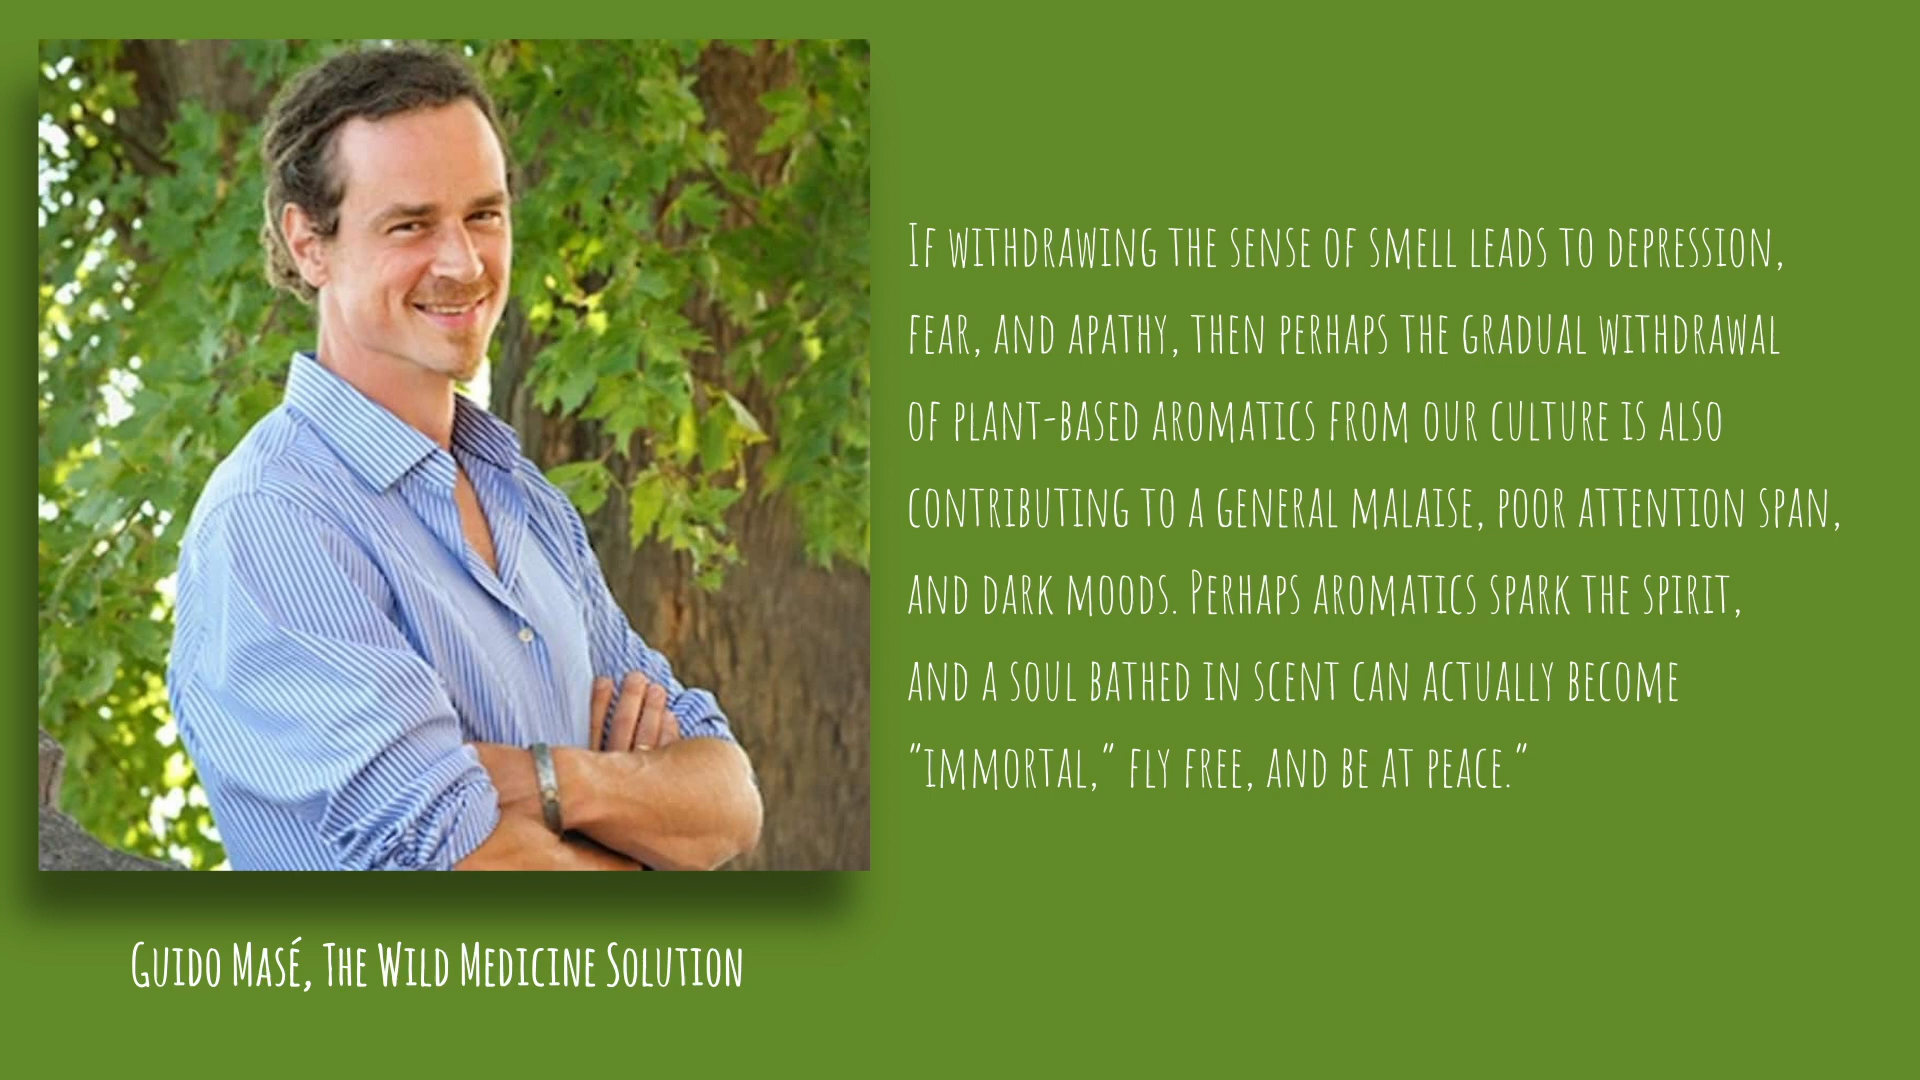 If withdrawing the sense of smell leads to depression,
fear, and apathy, then perhaps the gradual withdrawal
of plant-based aromatics from our culture is also
contributing to a general malaise, poor attention span,
and dark moods. Perhaps aromatics spark the spirit,
and a soul bathed in scent can actually become
"immortal," fly free, and be at peace."
Guido Masé, The Wild Medicine Solution